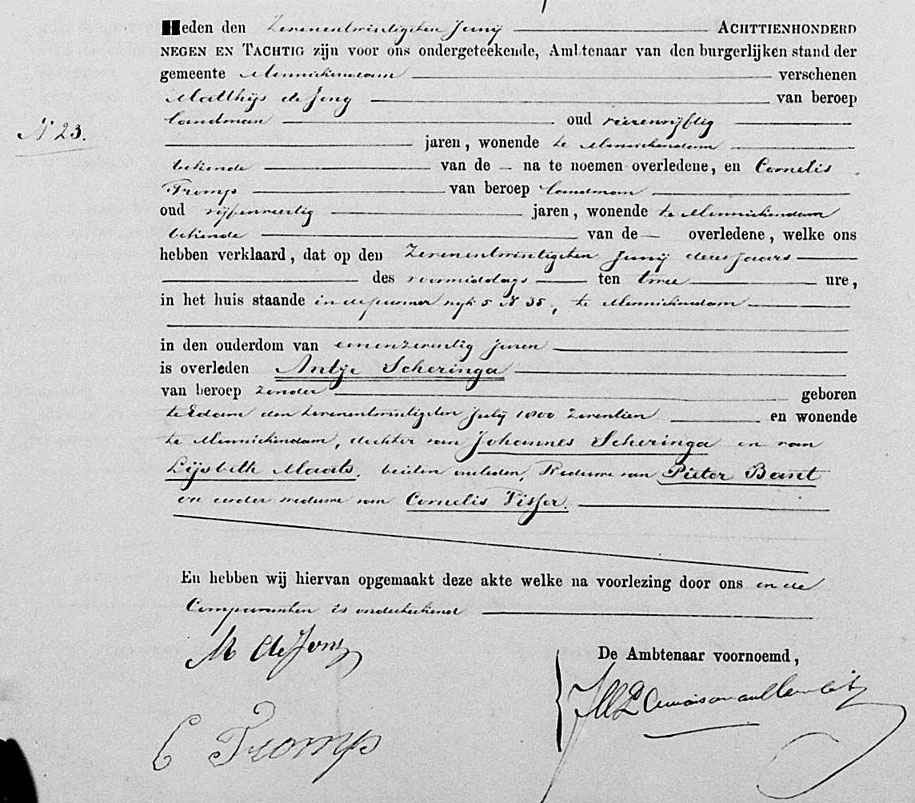 Heden den Zevenentwintigsten Junij ACHTTIENHONDERD
NEGEN EN TACHTIG zijn voor ons ondergeteekende, Ambtenaar van den burgerlijken stand der
gemeente Monnickendam verschenen
Matthijs de Jong van beroep
Landman oud vierenvijftig
N 23.
jaren, wonende te Monnickendam
bekende van de na te noemen overledene, en Cornelis
Tromp van beroep Landman
oud vijfenveertig jaren, wonende te Monnickendam
bekende van de overledene, welke ons
hebben verklaard, dat op den Zevenentwintigsten Junij dezes jaars
des voormiddags ten twee ure,
in het huis staande in de purmer wyk 5 N 35, te Monnickendam
in den ouderdom van eenenzeventig jaren
is overleden Antje Scheringa
van beroep zonder geboren
te Edam den Zevenentwintigsten July 1800 Zeventien en wonende
te Monnickendam, dochter van Johannes Scheringa en van
Lijsbeth Maats, beiden overleden, Weduwe van Pieter Bant
en eerder weduwe van Cornelis Visser.
En hebben wij hiervan opgemaakt deze akte welke na voorlezing door ons en de
Comparanten is onderteekend
M de Jong
De Ambtenaar voornoemd,
C Tromp